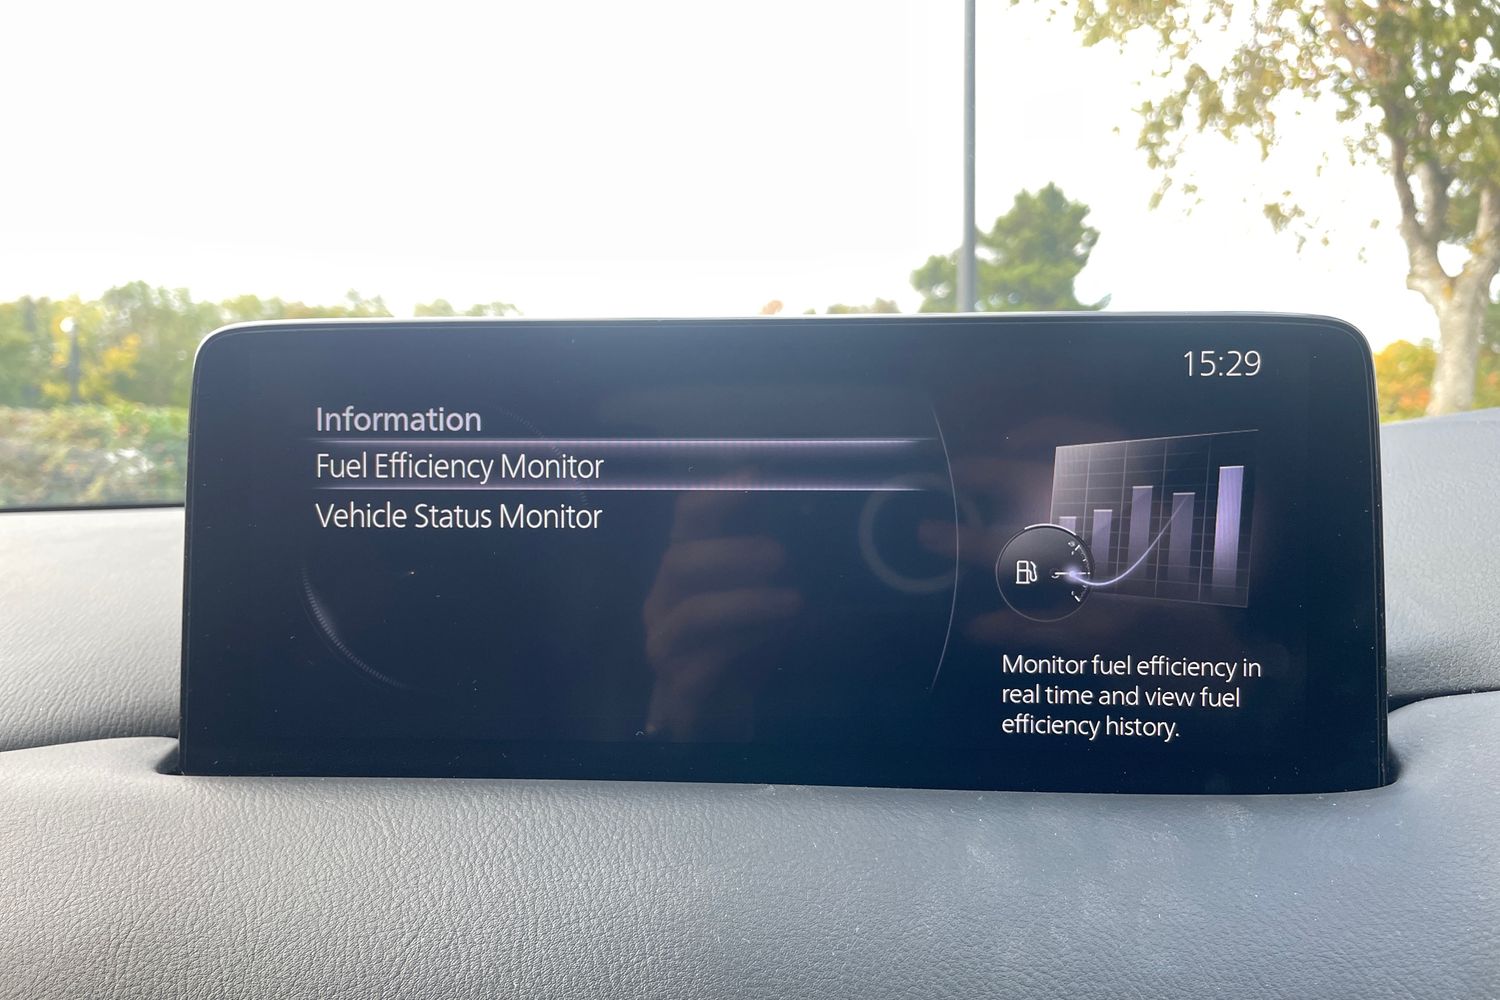 15:29
Information
Fuel Efficiency Monitor
Vehicle Status Monitor
Monitor fuel efficiency in
real time and view fuel
efficiency history.